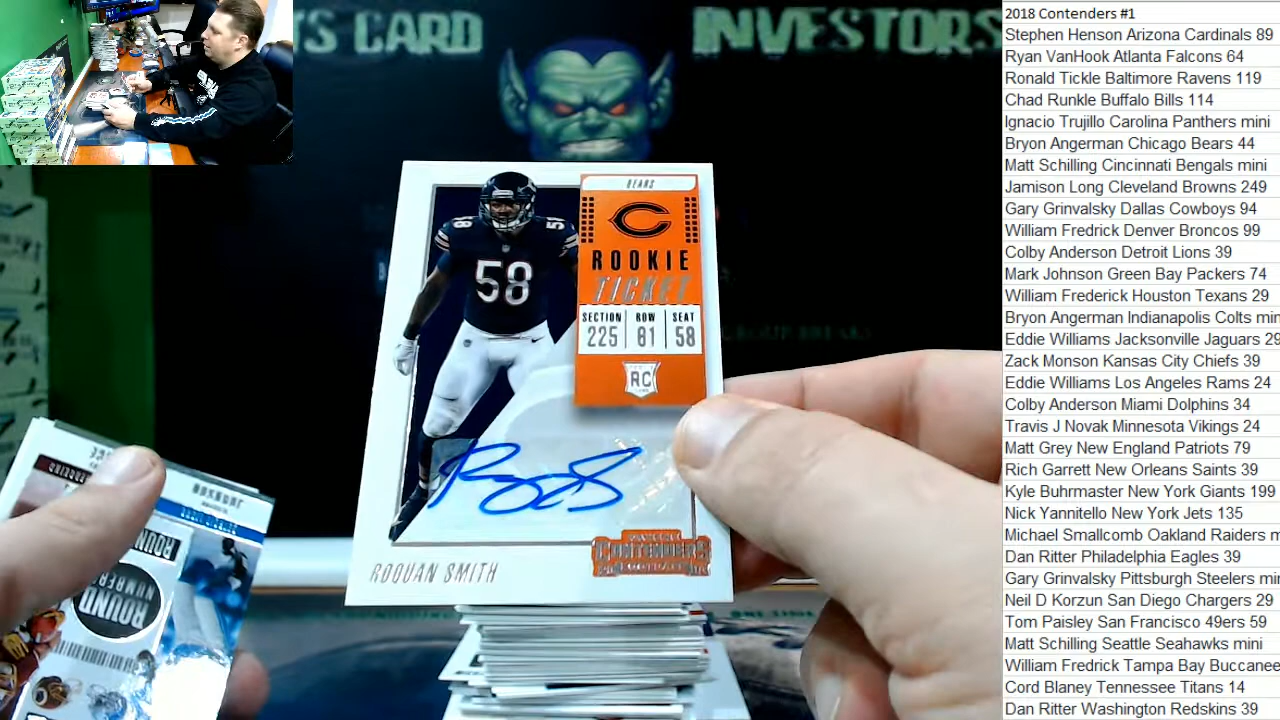 S CARD INVESTORS
BEARS
ROOKIE
TICKET
SECTION ROW SEAT
225 81 58
RC
58
58
CONTENDERS
ROQUAN SMITH
ROUND
NUMBERS
ROUND
2018 Contenders #1
Stephen Henson Arizona Cardinals 89
Ryan VanHook Atlanta Falcons 64
Ronald Tickle Baltimore Ravens 119
Chad Runkle Buffalo Bills 114
Ignacio Trujillo Carolina Panthers mini
Bryon Angerman Chicago Bears 44
Matt Schilling Cincinnati Bengals mini
Jamison Long Cleveland Browns 249
Gary Grinvalsky Dallas Cowboys 94
William Fredrick Denver Broncos 99
Colby Anderson Detroit Lions 39
Mark Johnson Green Bay Packers 74
William Frederick Houston Texans 29
Bryon Angerman Indianapolis Colts min
Eddie Williams Jacksonville Jaguars 29
Zack Monson Kansas City Chiefs 39
Eddie Williams Los Angeles Rams 24
Colby Anderson Miami Dolphins 34
Travis J Novak Minnesota Vikings 24
Matt Grey New England Patriots 79
Rich Garrett New Orleans Saints 39
Kyle Buhrmaster New York Giants 199
Nick Yannitello New York Jets 135
Michael Smolcomb Oakland Raiders m
Dan Ritter Philadelphia Eagles 39
Gary Grinvalsky Pittsburgh Steelers mi
Neil D Korzun San Diego Chargers 29
Tom Paisley San Francisco 49ers 59
Matt Schilling Seattle Seahawks mini
William Fredrick Tampa Bay Buccanee
Cord Blaney Tennessee Titans 14
Dan Ritter Washington Redskins 39